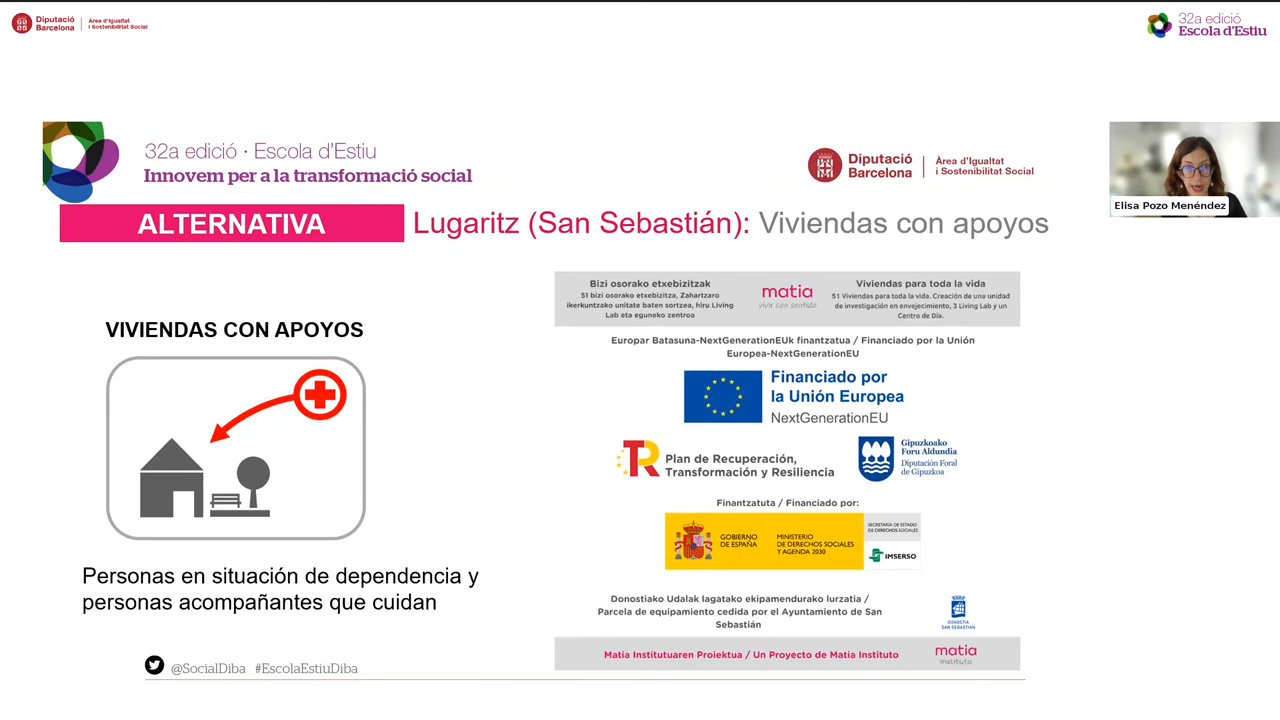 Diputació
Barcelona
Àrea d'Igualtat
i Sostenibilitat Social
32a edició
Escola d'Estiu
32a edició · Escola d'Estiu
Innovem per a la transformació social
Diputació
Barcelona
Àrea d'Igualtat
i Sostenibilitat Social
Elisa Pozo Menéndez
ALTERNATIVA
Lugaritz (San Sebastián): Viviendas con apoyos
VIVIENDAS CON APOYOS
Personas en situación de dependencia y
personas acompañantes que cuidan
Bizi osorako etxebizitzak
51 bizi osorako etxebizitza, Zahartzaro
ikerkuntzako unitate baten sortzea, hiru Living
Lab eta eguneko zentroa
matia
vivir con sentido
Viviendas para toda la vida
51 Viviendas para toda la vida. Creación de una unidad
de investigación en envejecimiento, 3 Living Lab y un
Centro de Día.
Europar Batasuna-NextGenerationEUk finantzatua / Financiado por la Unión
Europea-NextGenerationEU
Financiado por
la Unión Europea
NextGenerationEU
R
Plan de Recuperación,
Transformación y Resiliencia
Gipuzkoako
Foru Aldundia
Diputación Foral
de Gipuzkoa
Finantzatuta / Financiado por:
GOBIERNO
DE ESPAÑA
MINISTERIO
DE DERECHOS SOCIALES
Y AGENDA 2030
SECRETARÍA DE ESTADO
DE DERECHOS SOCIALES
IMSERSO
Donostiako Udalak lagatako ekipamendurako lurzatia /
Parcela de equipamiento cedida por el Ayuntamiento de San
Sebastián
DONOSTIA
SAN SEBASTIÁN
Matia Institutuaren Proiektua / Un Proyecto de Matia Instituto
matia
instituto
@SocialDiba #EscolaEstiuDiba